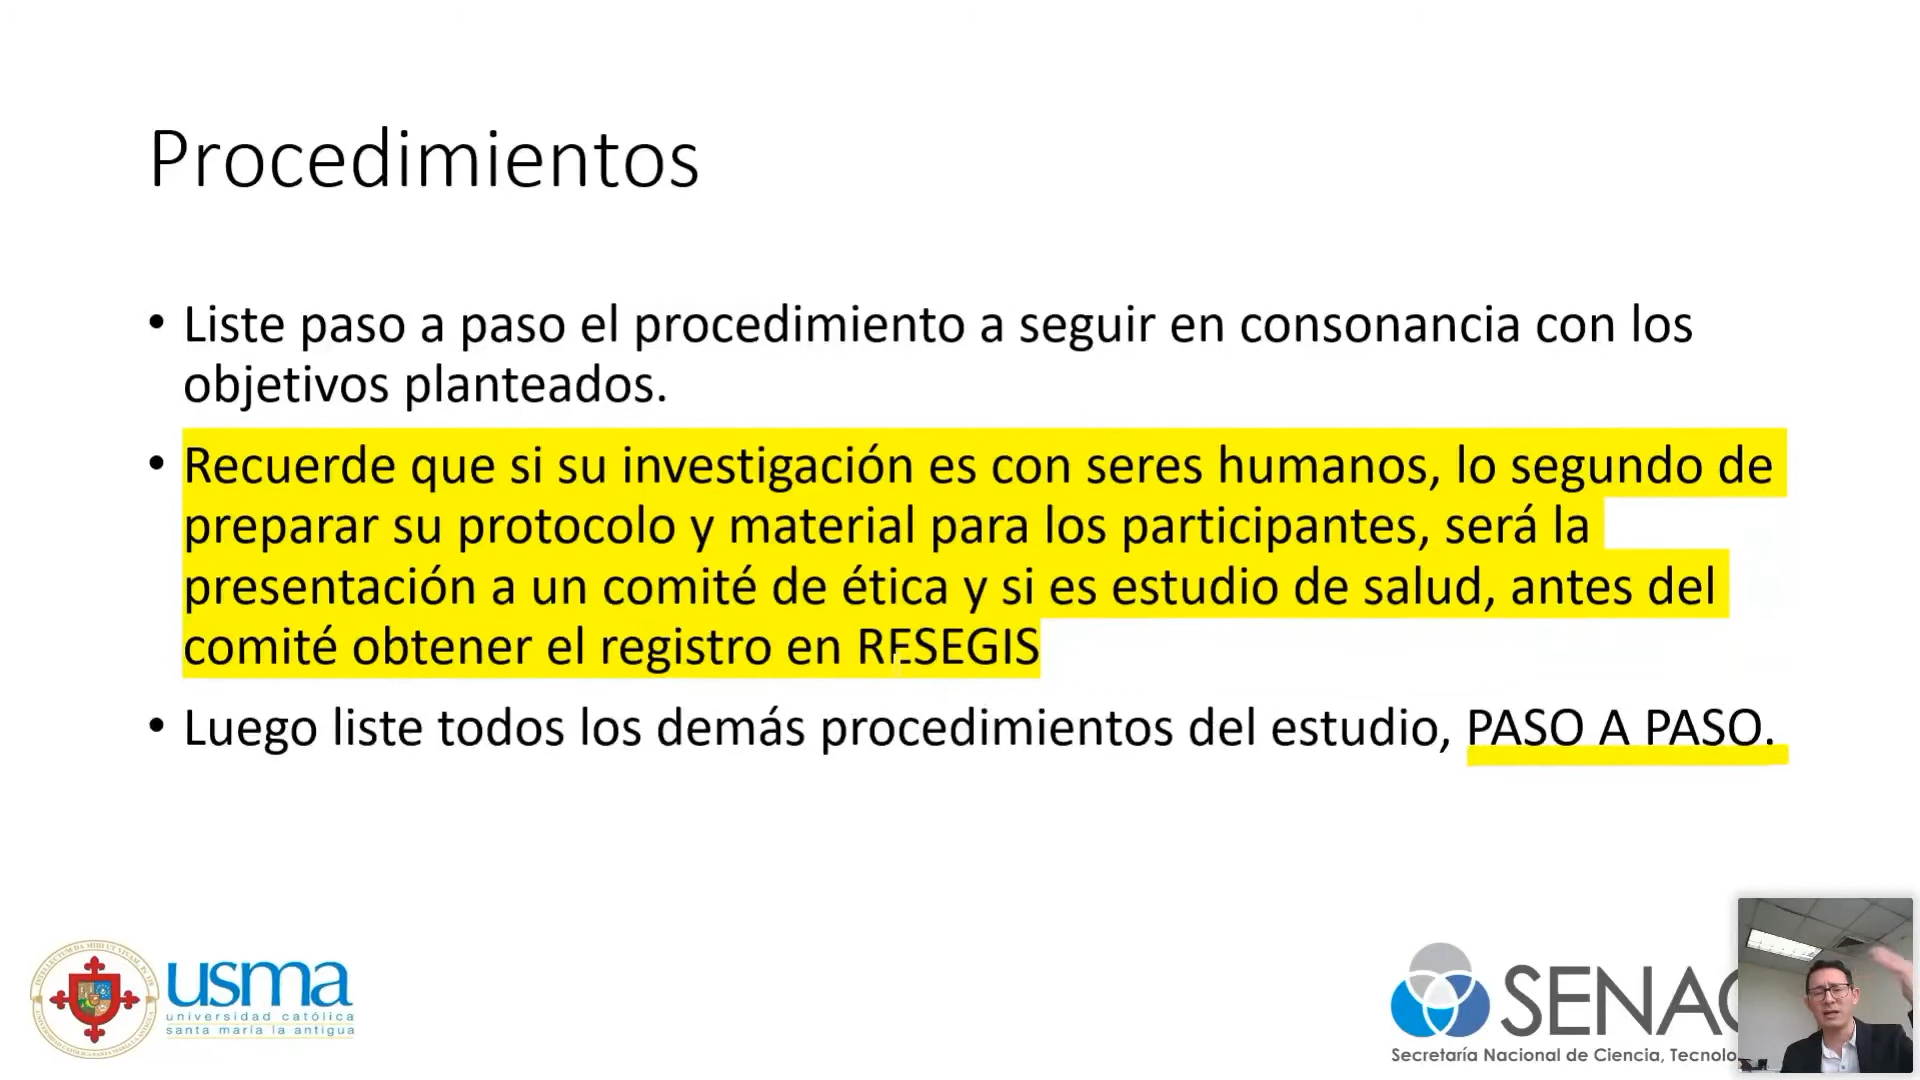 Procedimientos
• Liste paso a paso el procedimiento a seguir en consonancia con los
objetivos planteados.
• Recuerde que si su investigación es con seres humanos, lo segundo de
preparar su protocolo y material para los participantes, será la
presentación a un comité de ética y si es estudio de salud, antes del
comité obtener el registro en RESEGIS
• Luego liste todos los demás procedimientos del estudio, PASO A PASO.
usma
universidad católica
santa maría la antigua
SENAC
Secretaría Nacional de Ciencia, Tecnolo